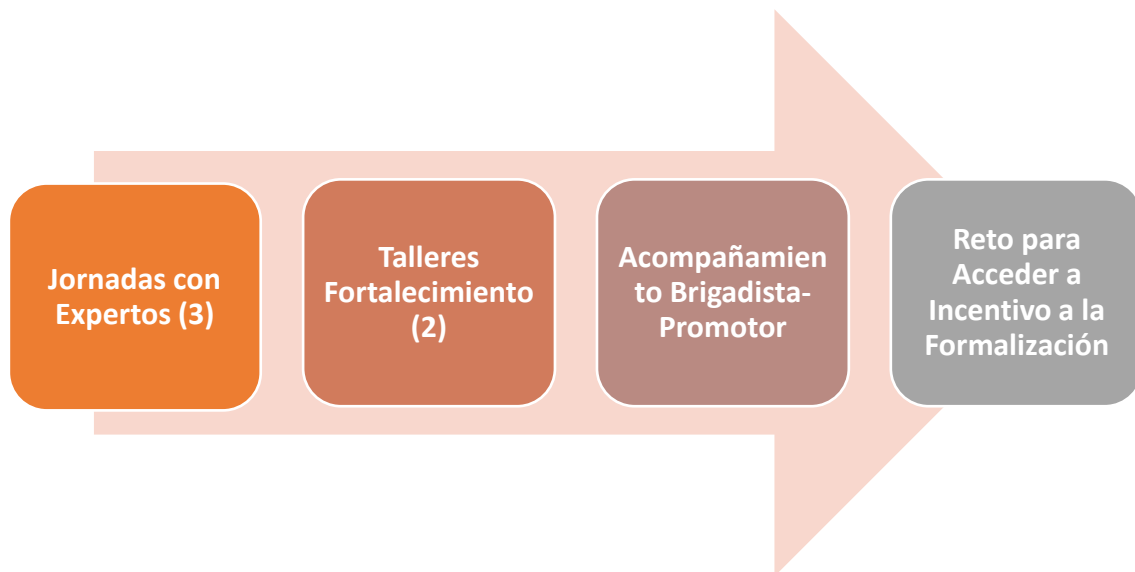 Jornadas con
Expertos (3)
Talleres
Fortalecimiento
(2)
Acompañamien
to Brigadista-
Promotor
Reto para
Acceder a
Incentivo a la
Formalización